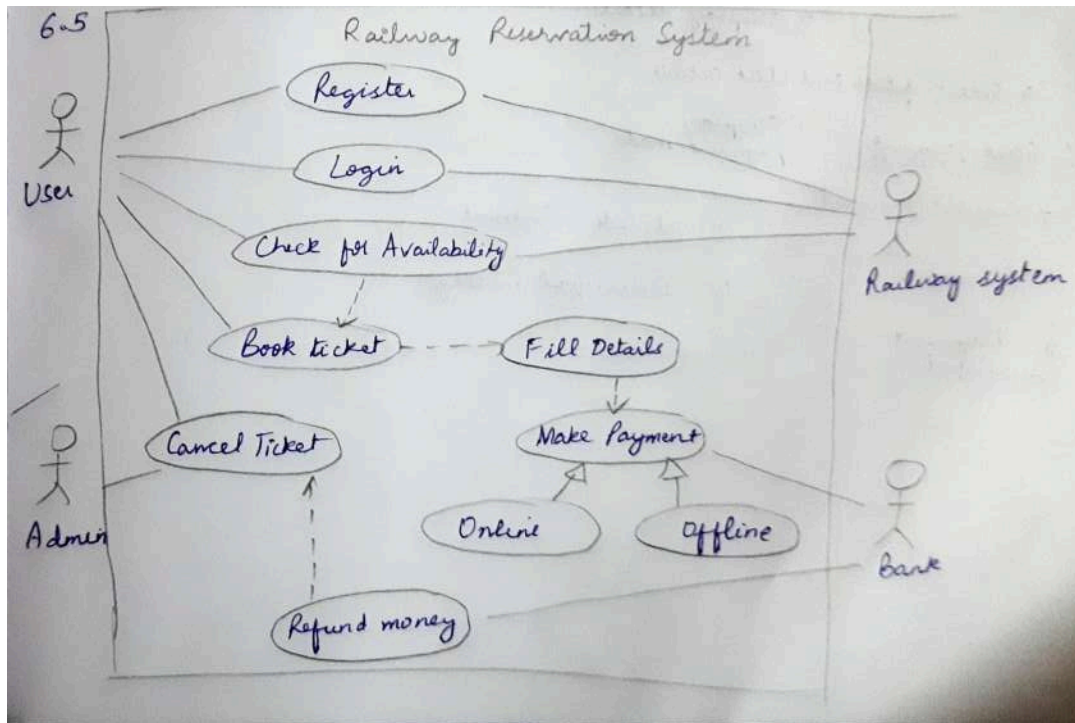 6.5
Railway Reservation System
Register
User
Login
Check for Availability
Railway system
Book ticket
Fill Details
Cancel Ticket
Make Payment
Admin
Online
Offline
Bank
Refund money